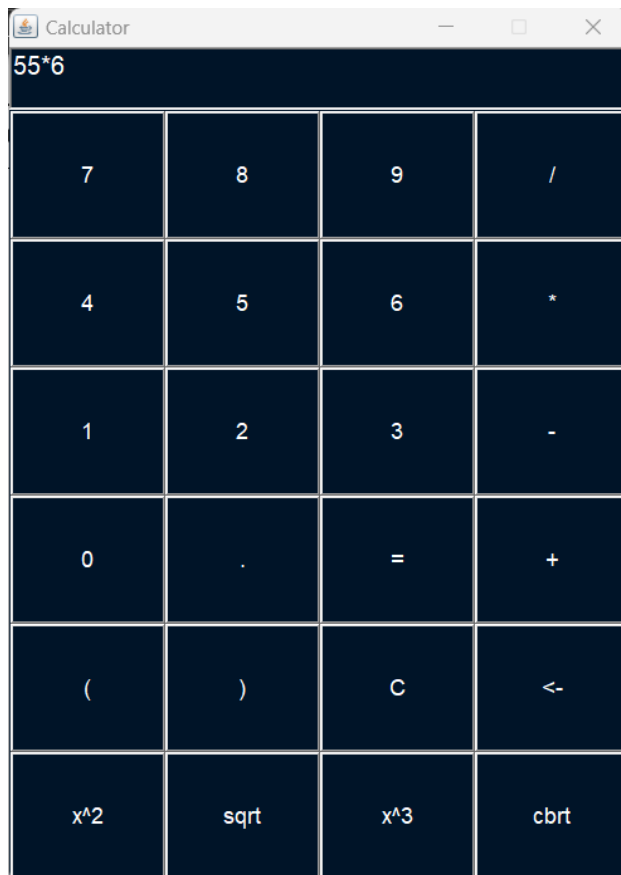 Calculator
55*6
7 8 9 /
4 5 6 *
1 2 3 -
0 . = +
( ) C <-
x^2 sqrt x^3 cbrt